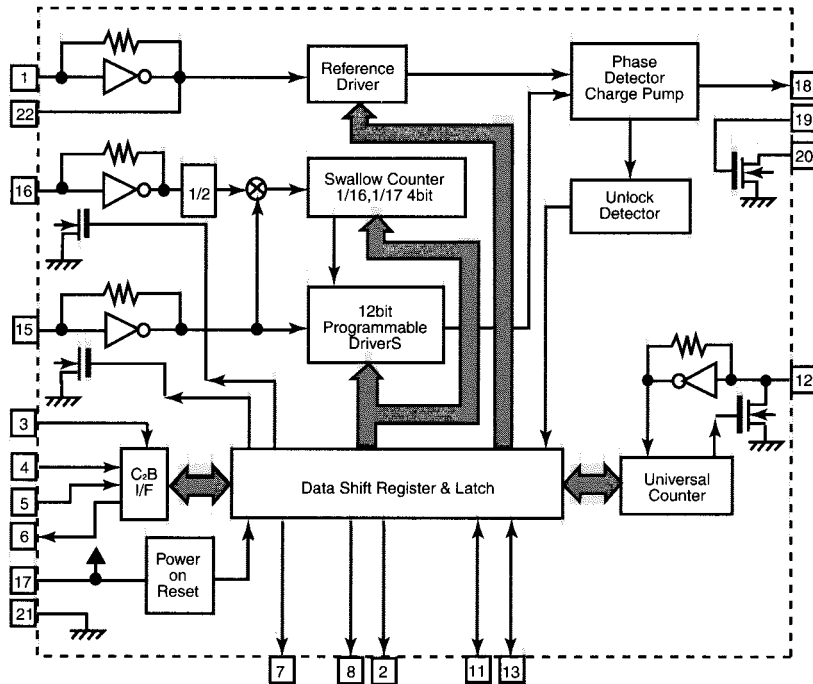 1
22
Reference
Driver
Phase
Detector
Charge Pump
18
19
20
16
1/2
Swallow Counter
1/16,1/17 4bit
Unlock
Detector
15
12bit
Programmable
DriverS
12
3
4
5
6
C₂B
I/F
Data Shift Register & Latch
Universal
Counter
17
Power
on
Reset
21
7
8
2
11
13